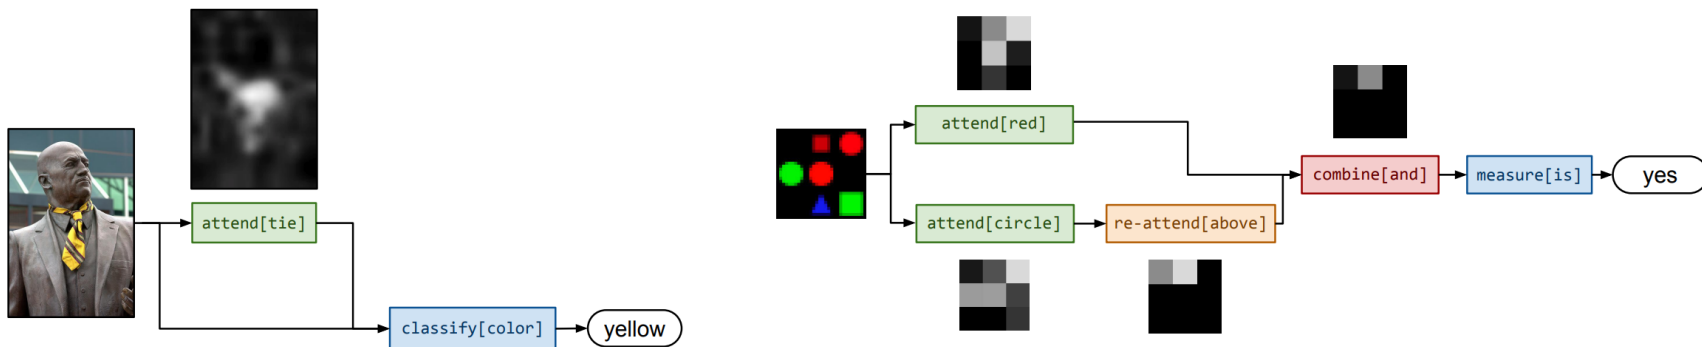 attend[tie]
classify[color]
yellow
attend[red]
attend[circle]
re-attend[above]
combine[and]
measure[is]
yes